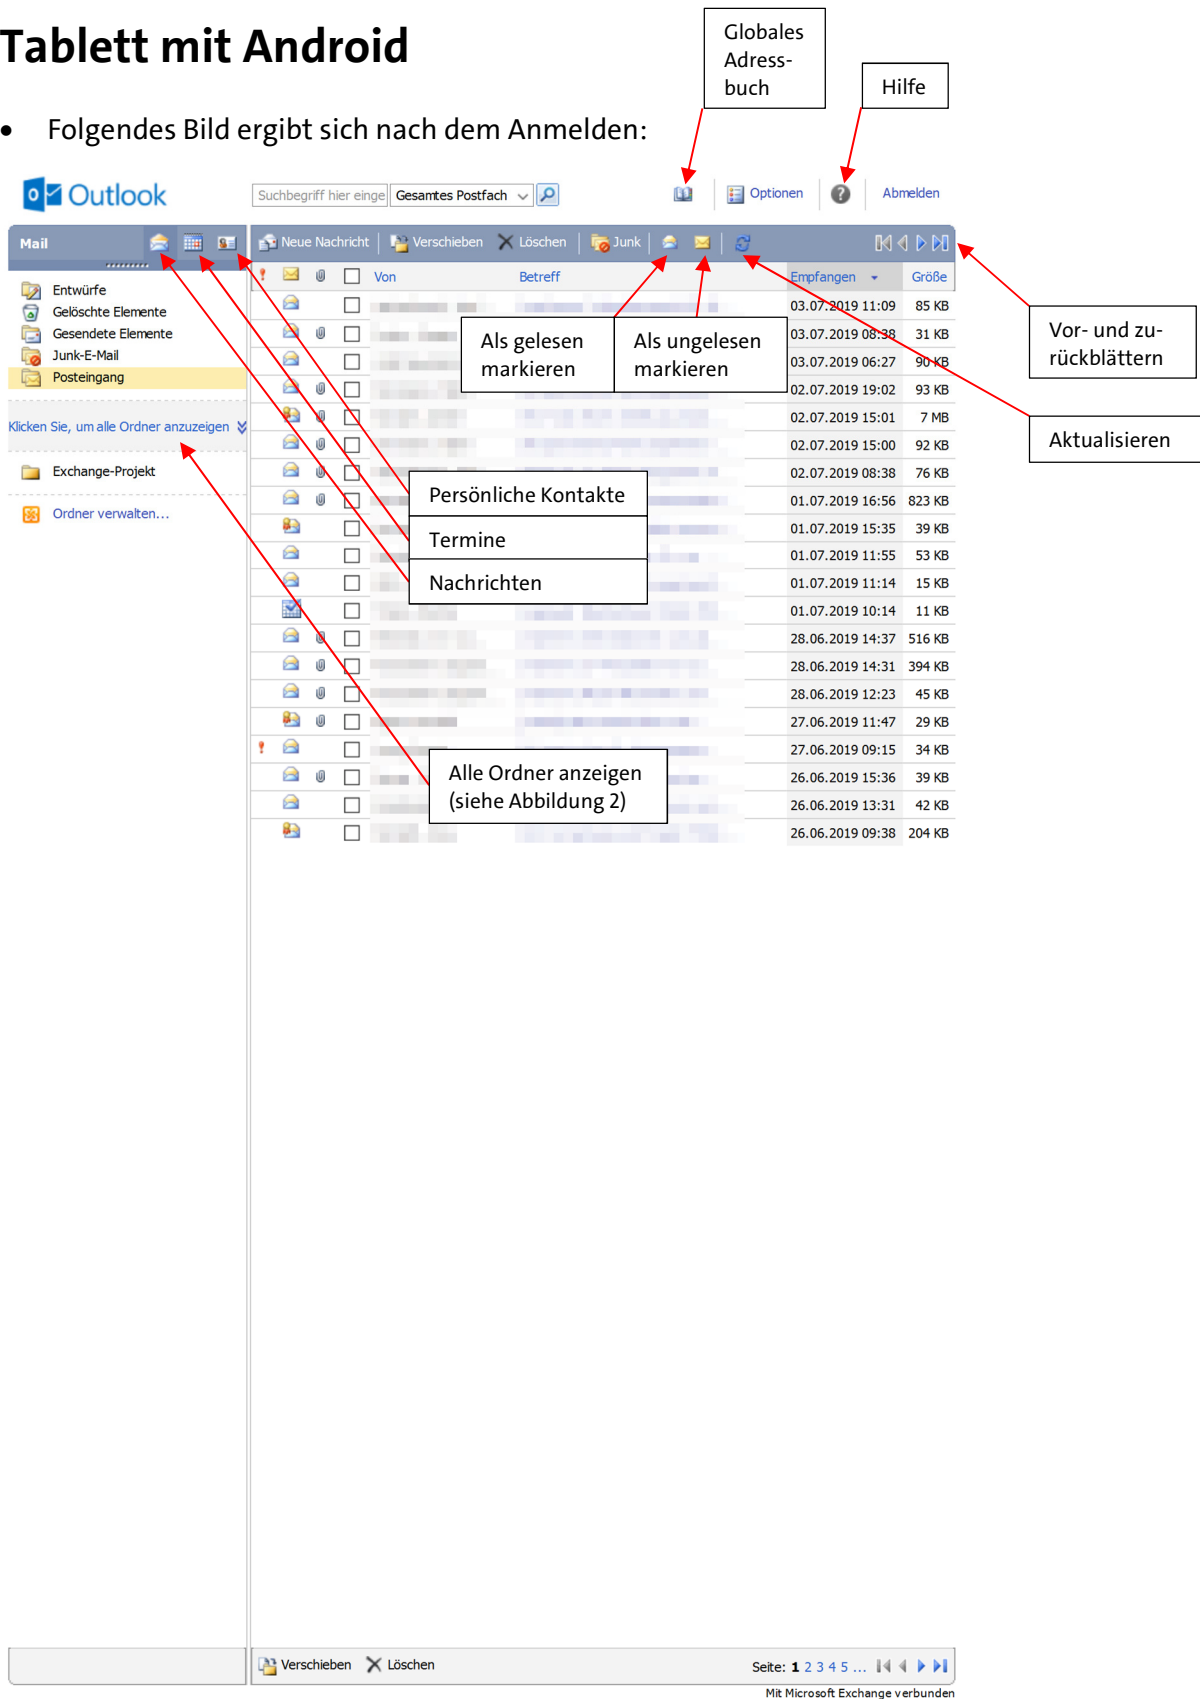 Tablett mit Android
Globales
Adress-
buch
Hilfe
• Folgendes Bild ergibt sich nach dem Anmelden:
Outlook
Suchbegriff hier einge Gesamtes Postfach
Optionen
Abmelden
Mail
Neue Nachricht Verschieben Löschen Junk
Von Betreff Empfangen Größe
Entwürfe
Gelöschte Elemente
Gesendete Elemente
Junk-E-Mail
Posteingang
Klicken Sie, um alle Ordner anzuzeigen
Exchange-Projekt
Ordner verwalten...
03.07.2019 11:09 85 KB
03.07.2019 08:38 31 KB
03.07.2019 06:27 90 KB
02.07.2019 19:02 93 KB
02.07.2019 15:01 7 MB
02.07.2019 15:00 92 KB
02.07.2019 08:38 76 KB
01.07.2019 16:56 823 KB
01.07.2019 15:35 39 KB
01.07.2019 11:55 53 KB
01.07.2019 11:14 15 KB
01.07.2019 10:14 11 KB
28.06.2019 14:37 516 KB
28.06.2019 14:31 394 KB
28.06.2019 12:23 45 KB
27.06.2019 11:47 29 KB
27.06.2019 09:15 34 KB
26.06.2019 15:36 39 KB
26.06.2019 13:31 42 KB
26.06.2019 09:38 204 KB
Als gelesen
markieren
Als ungelesen
markieren
Vor- und zu-
rückblättern
Aktualisieren
Persönliche Kontakte
Termine
Nachrichten
Alle Ordner anzeigen
(siehe Abbildung 2)
Verschieben Löschen
Seite: 1 2 3 4 5 ...
Mit Microsoft Exchange verbunden